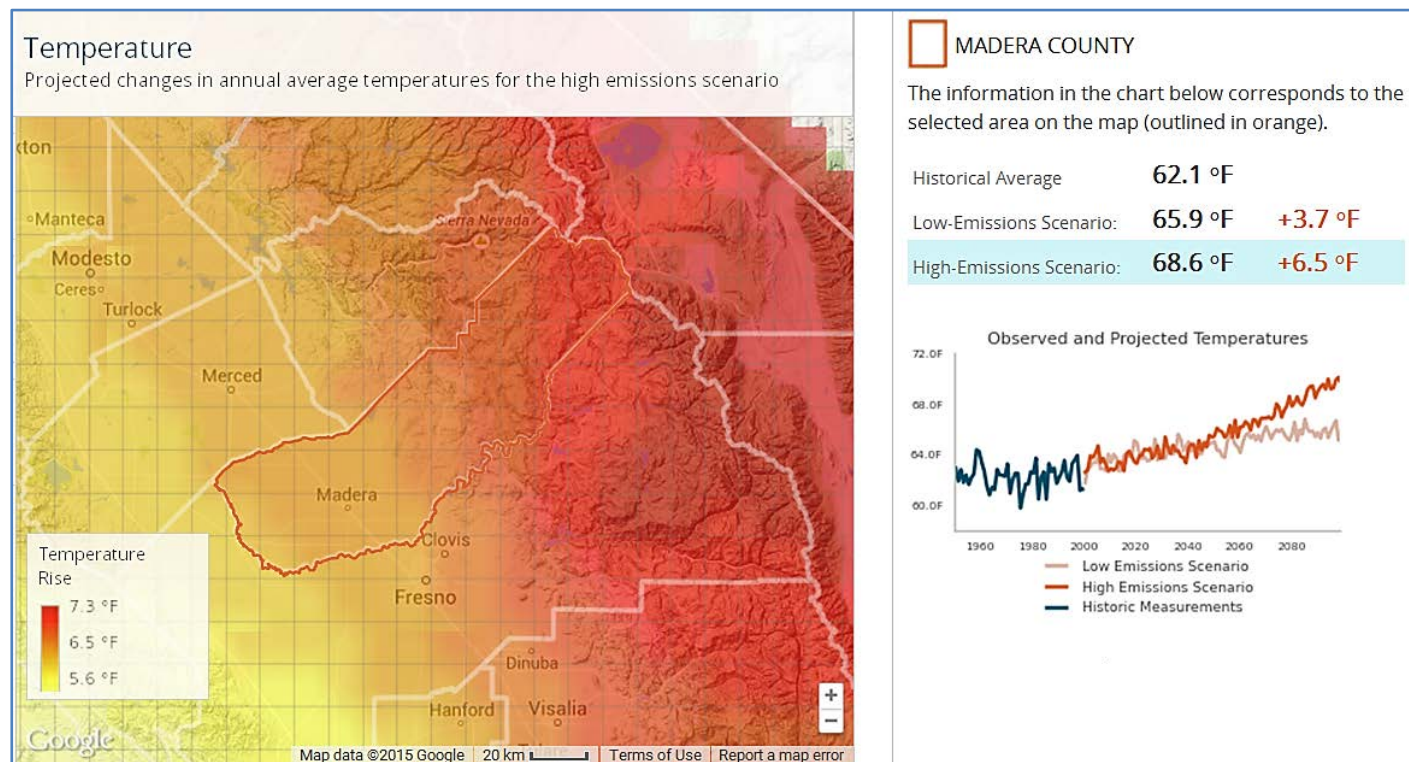 Temperature
Projected changes in annual average temperatures for the high emissions scenario
xton
Manteca
Sierra Nevada
Modesto
Ceres
Turlock
Merced
Madera
Clovis
Fresno
Dinuba
Hanford
Visalia
Tulare
Temperature
Rise
7.3 °F
6.5 °F
5.6 °F
Google
Map data ©2015 Google
20 km
Terms of Use
Report a map error
+
−
MADERA COUNTY
The information in the chart below corresponds to the
selected area on the map (outlined in orange).
Historical Average 62.1 °F
Low-Emissions Scenario: 65.9 °F +3.7 °F
High-Emissions Scenario: 68.6 °F +6.5 °F
Observed and Projected Temperatures
72.0F
68.0F
64.0F
60.0F
1960 1980 2000 2020 2040 2060 2080
Low Emissions Scenario
High Emissions Scenario
Historic Measurements